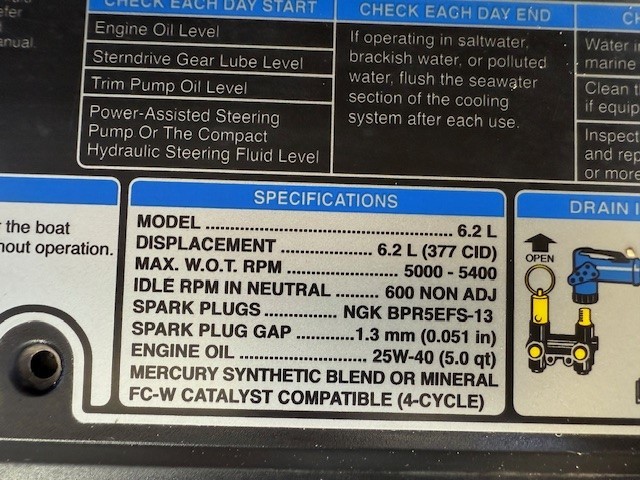 efer
anual.
CHECK EACH DAY START
Engine Oil Level
Sterndrive Gear Lube Level
Trim Pump Oil Level
Power-Assisted Steering
Pump Or The Compact
Hydraulic Steering Fluid Level
CHECK EACH DAY END
If operating in saltwater,
brackish water, or polluted
water, flush the seawater
section of the cooling
system after each use.
CH
Water
marine
Clean t
if equip
Inspect
and rep
or more
r the boat
hout operation.
SPECIFICATIONS
MODEL ........................................ 6.2 L
DISPLACEMENT .............. 6.2 L (377 CID)
MAX. W.O.T. RPM ................... 5000 - 5400
IDLE RPM IN NEUTRAL ........ 600 NON ADJ
SPARK PLUGS ............... NGK BPR5EFS-13
SPARK PLUG GAP ..........1.3 mm (0.051 in)
ENGINE OIL ...................... 25W-40 (5.0 qt)
MERCURY SYNTHETIC BLEND OR MINERAL
FC-W CATALYST COMPATIBLE (4-CYCLE)
DRAIN I
OPEN